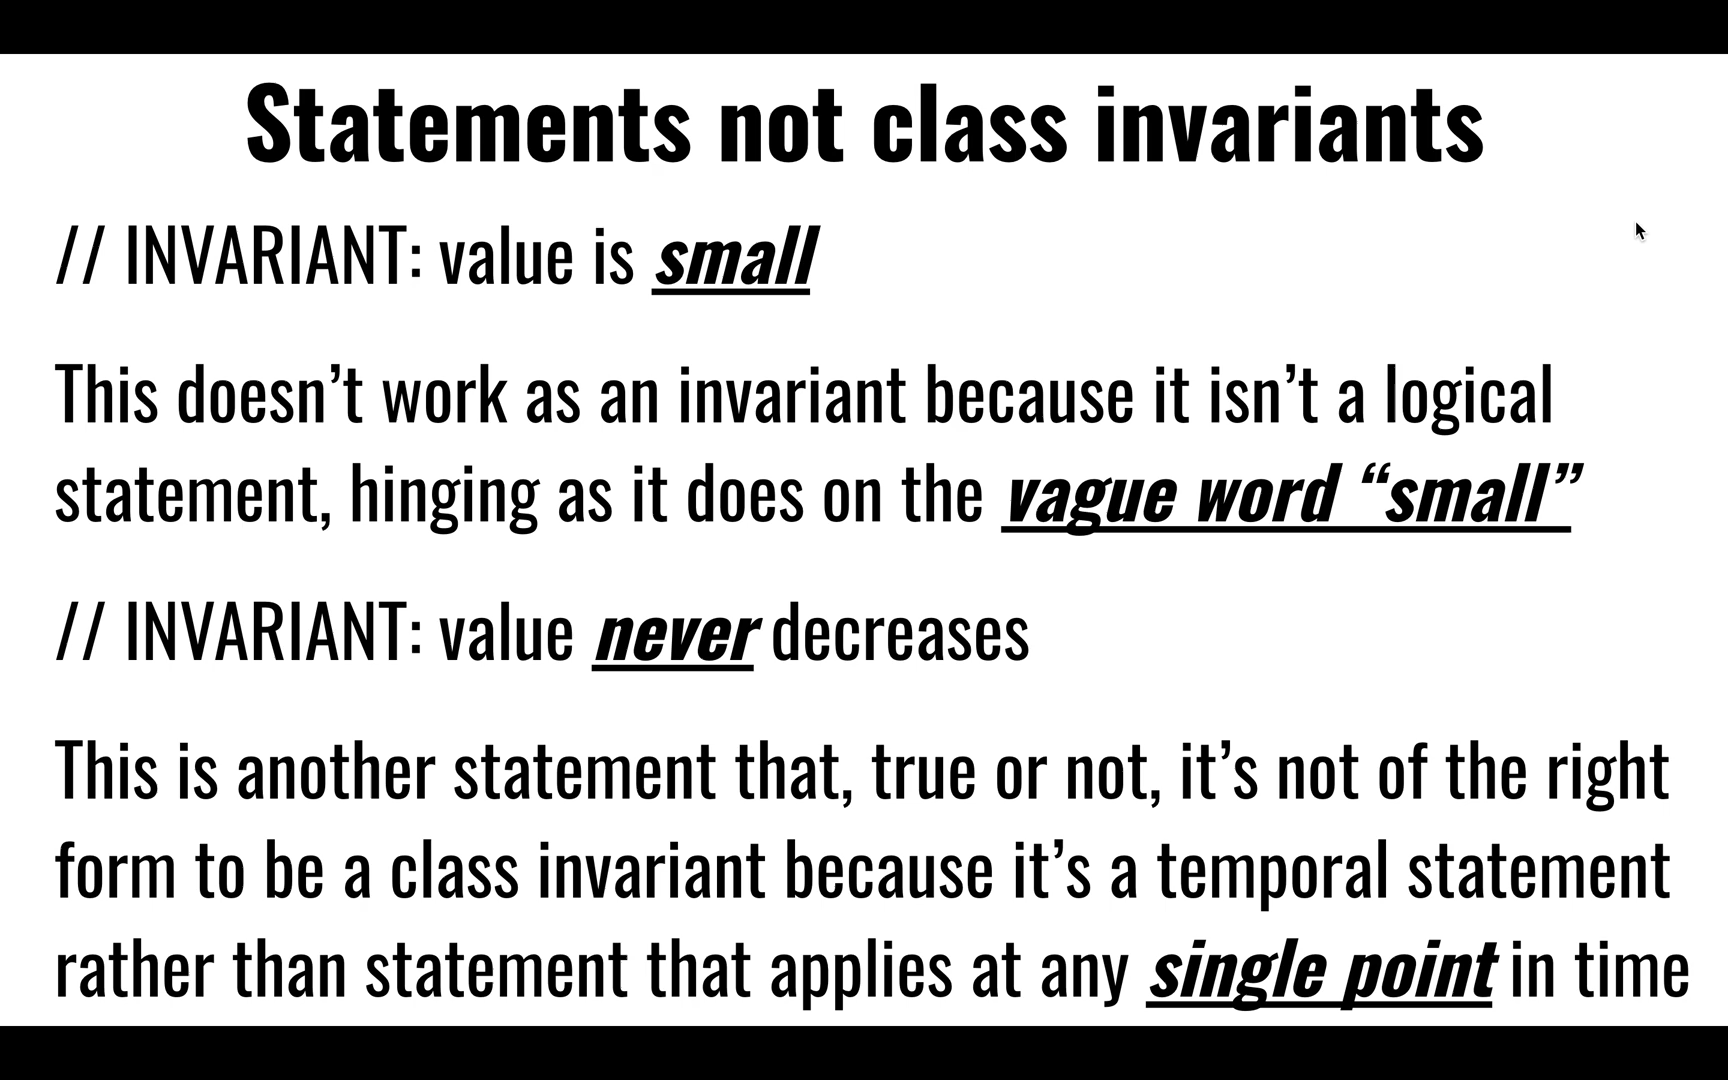 Statements not class invariants
// INVARIANT: value is small
This doesn’t work as an invariant because it isn’t a logical
statement, hinging as it does on the vague word “small”
// INVARIANT: value never decreases
This is another statement that, true or not, it’s not of the right
form to be a class invariant because it’s a temporal statement
rather than statement that applies at any single point in time